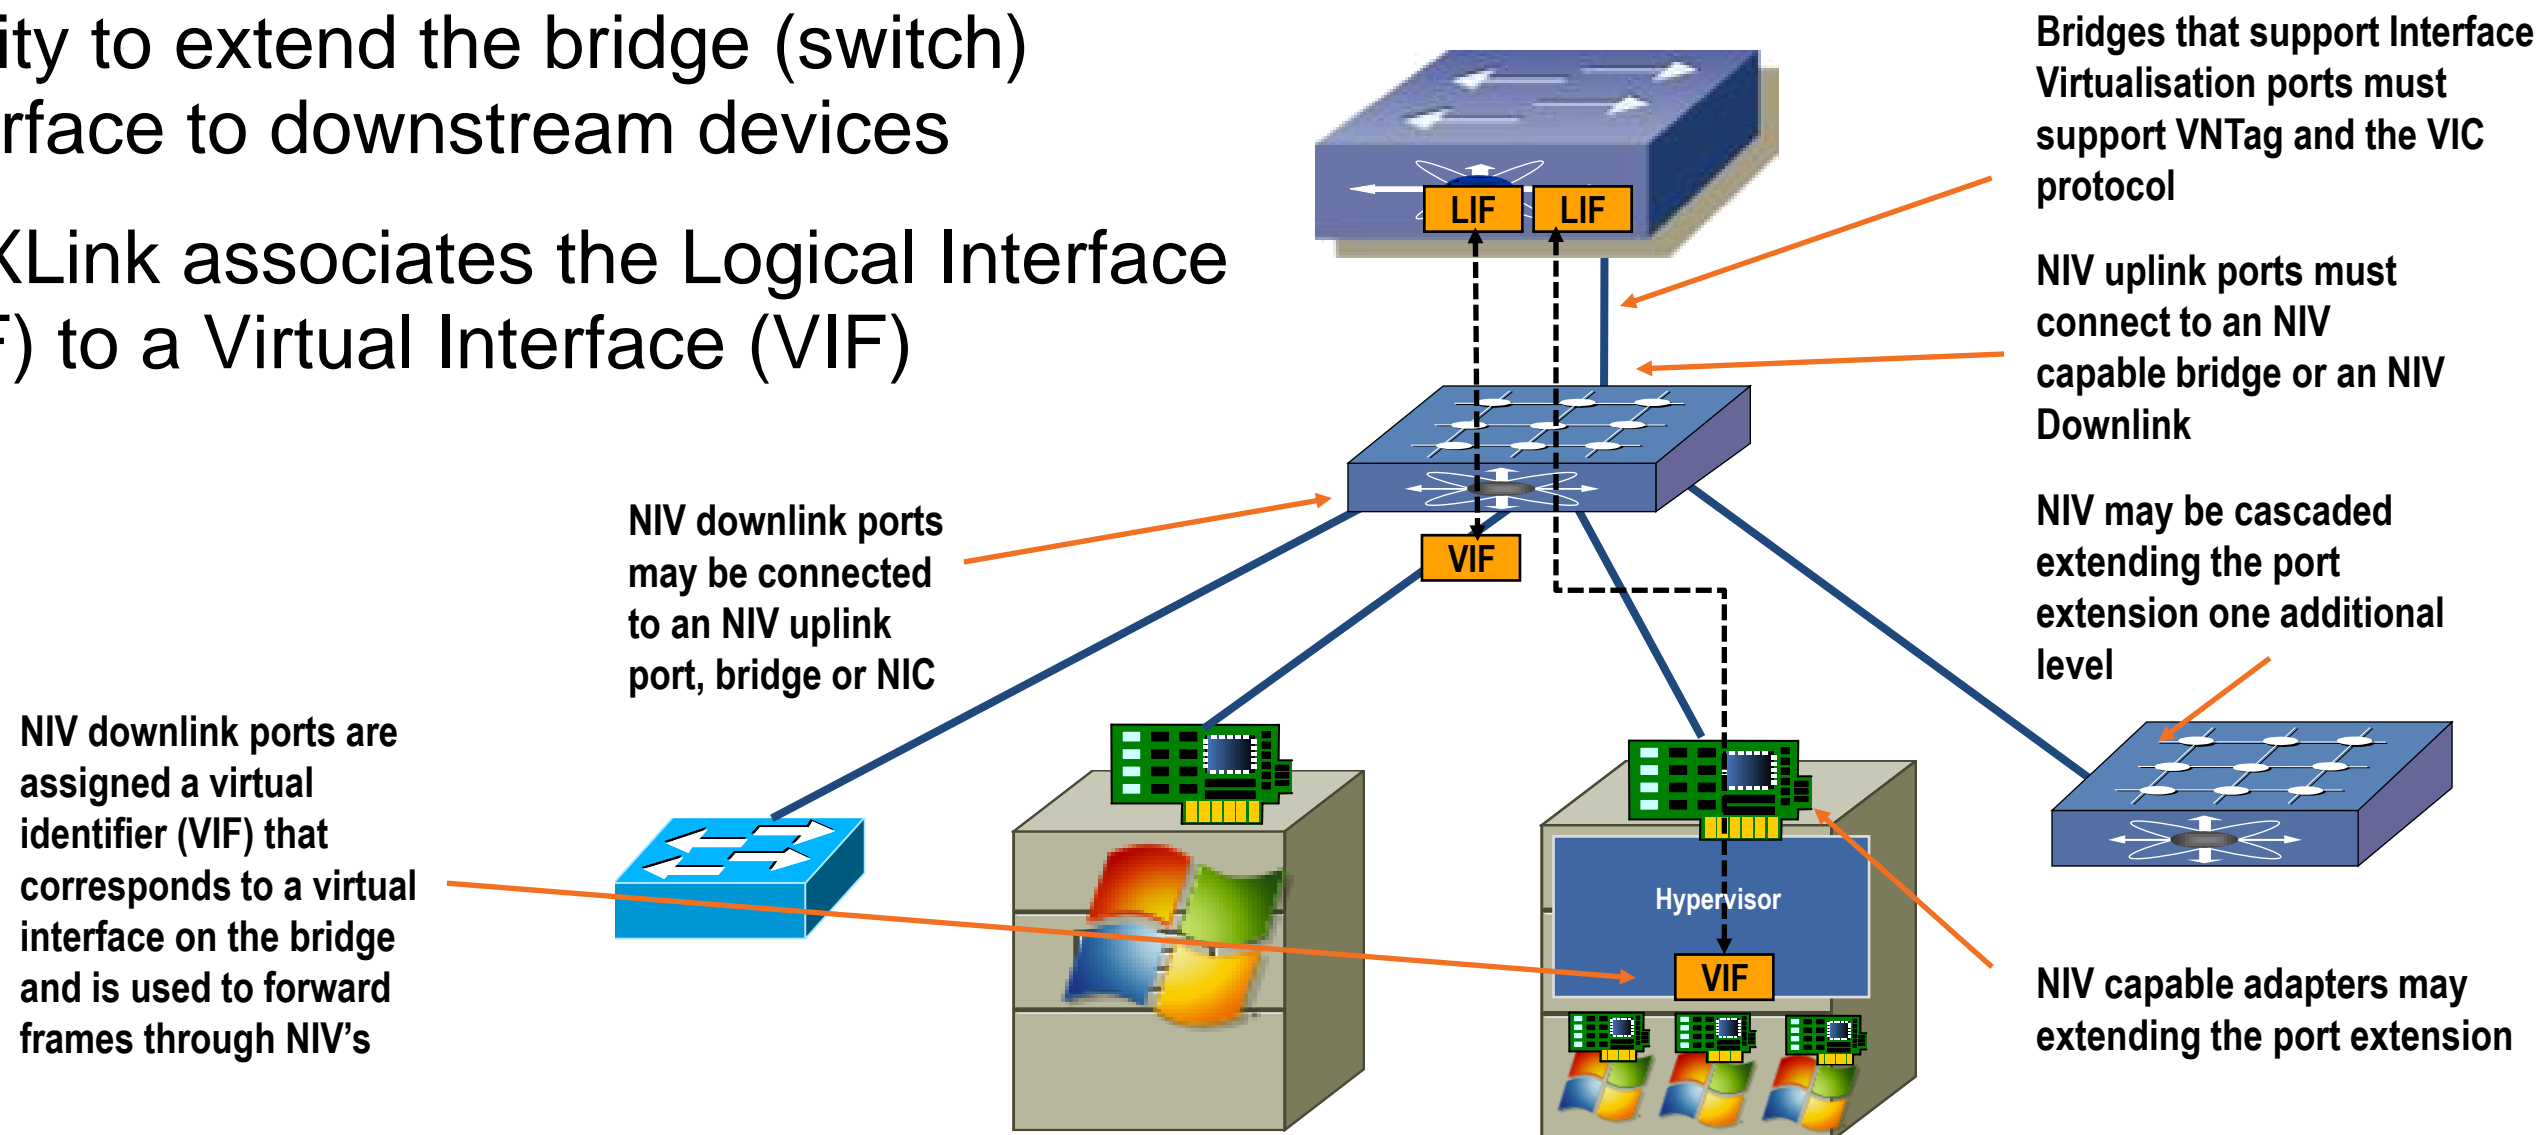 ity to extend the bridge (switch)
rface to downstream devices
XLink associates the Logical Interface
F) to a Virtual Interface (VIF)
Bridges that support Interface
Virtualisation ports must
support VNTag and the VIC
protocol
LIF LIF
NIV uplink ports must
connect to an NIV
capable bridge or an NIV
Downlink
NIV downlink ports
may be connected
to an NIV uplink
port, bridge or NIC
VIF
NIV may be cascaded
extending the port
extension one additional
level
NIV downlink ports are
assigned a virtual
identifier (VIF) that
corresponds to a virtual
interface on the bridge
and is used to forward
frames through NIV’s
Hypervisor
VIF
NIV capable adapters may
extending the port extension